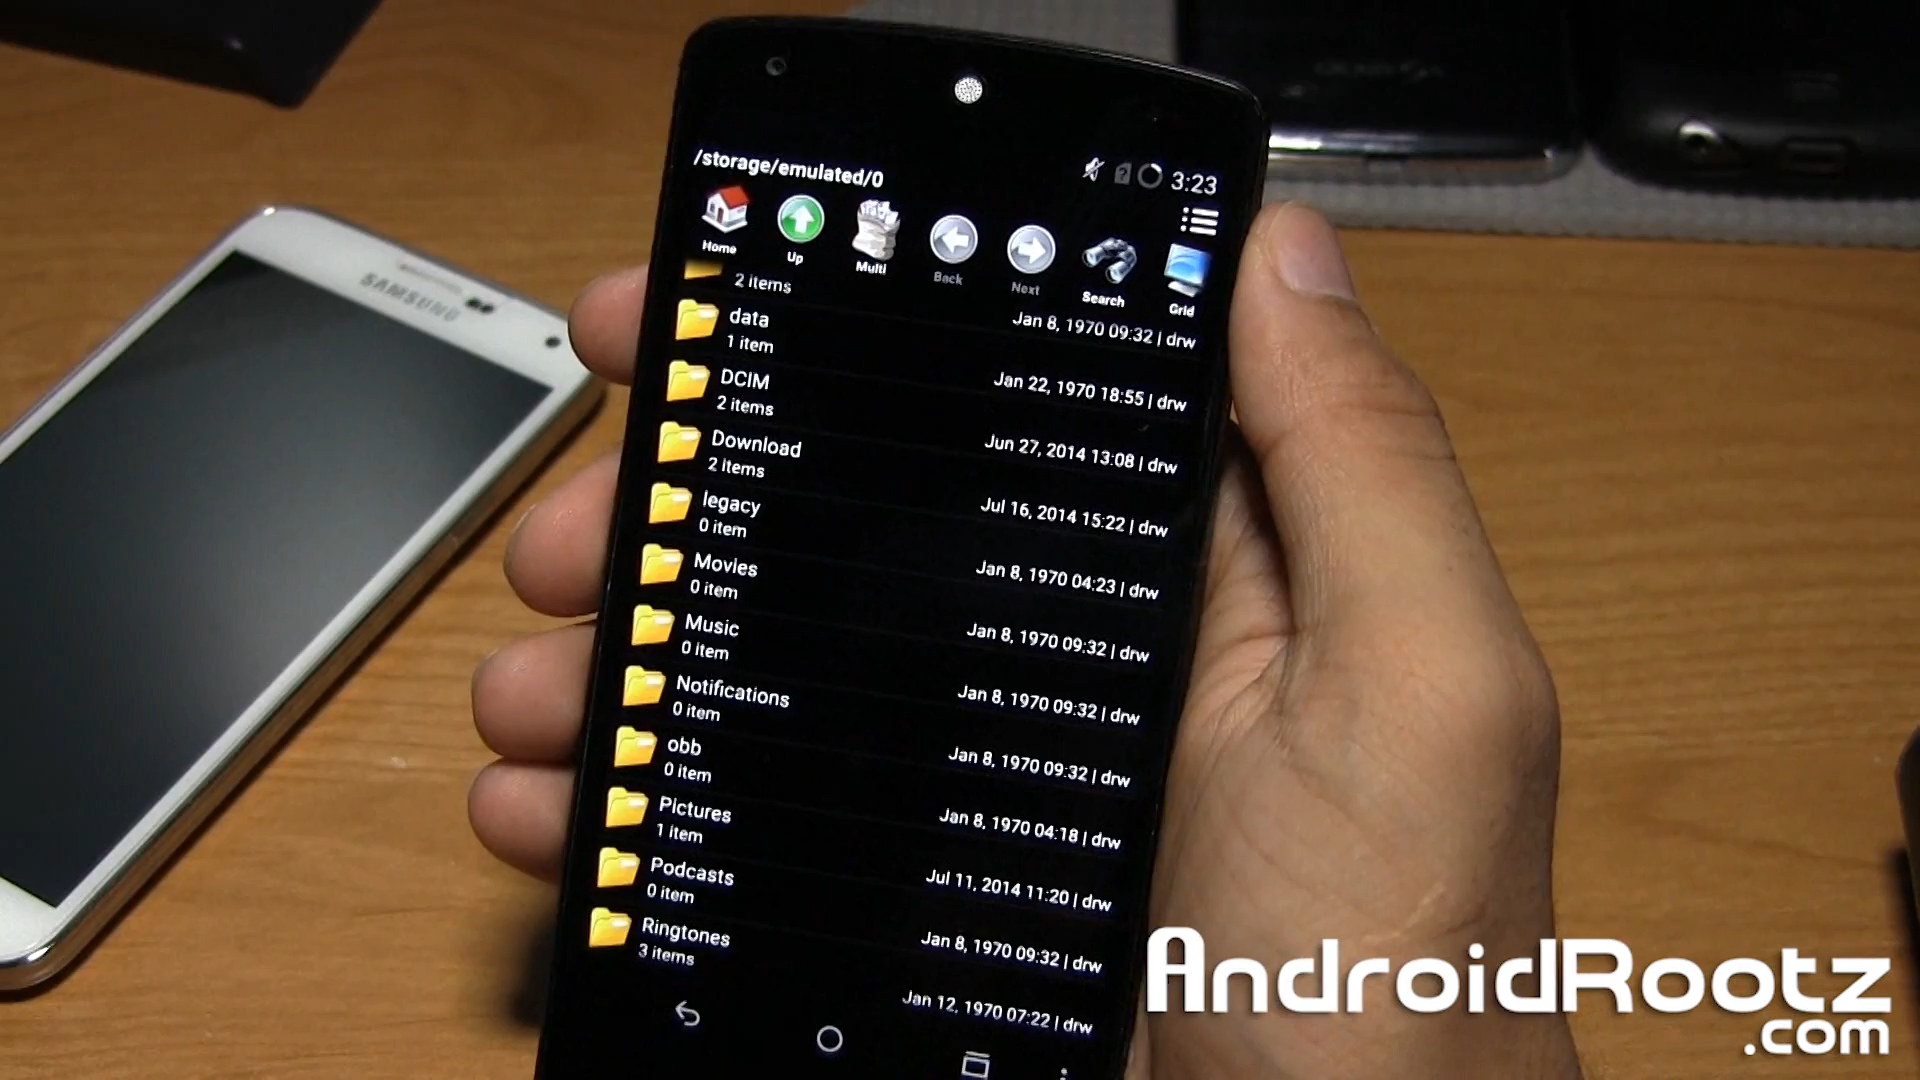 /storage/emulated/0
3:23
Home
Up
Multi
Back
Next
Search
Grid
2 items
Jan 8, 1970 09:32 | drw
data
1 item
Jan 22, 1970 18:55 | drw
DCIM
2 items
Jun 27, 2014 13:08 | drw
Download
2 items
Jul 16, 2014 15:22 | drw
legacy
0 item
Jan 8, 1970 04:23 | drw
Movies
0 item
Jan 8, 1970 09:32 | drw
Music
0 item
Jan 8, 1970 09:32 | drw
Notifications
0 item
Jan 8, 1970 09:32 | drw
obb
0 item
Jan 8, 1970 04:18 | drw
Pictures
1 item
Jul 11, 2014 11:20 | drw
Podcasts
0 item
Jan 8, 1970 09:32 | drw
Ringtones
3 items
Jan 12, 1970 07:22 | drw
SAMSUNG
AndroidRootz
.com